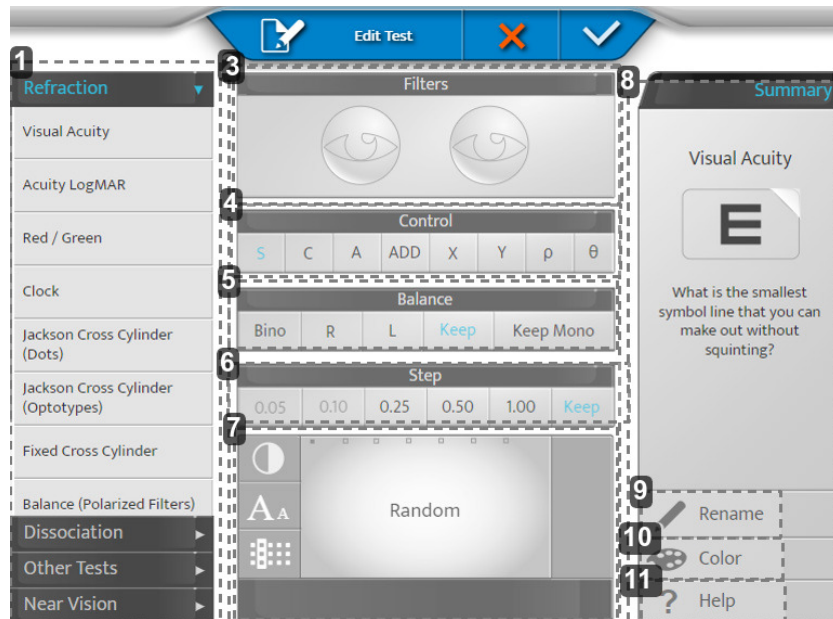 Edit Test
1
Refraction
Visual Acuity
Acuity LogMAR
Red / Green
Clock
Jackson Cross Cylinder
(Dots)
Jackson Cross Cylinder
(Optotypes)
Fixed Cross Cylinder
Balance (Polarized Filters)
Dissociation
Other Tests
Near Vision
3
Filters
4
Control
S C A ADD X Y ρ θ
5
Balance
Bino R L Keep Keep Mono
6
Step
0.05 0.10 0.25 0.50 1.00 Keep
7
A A
Random
8
Summary
Visual Acuity
E
What is the smallest
symbol line that you can
make out without
squinting?
9
Rename
10
Color
11
? Help